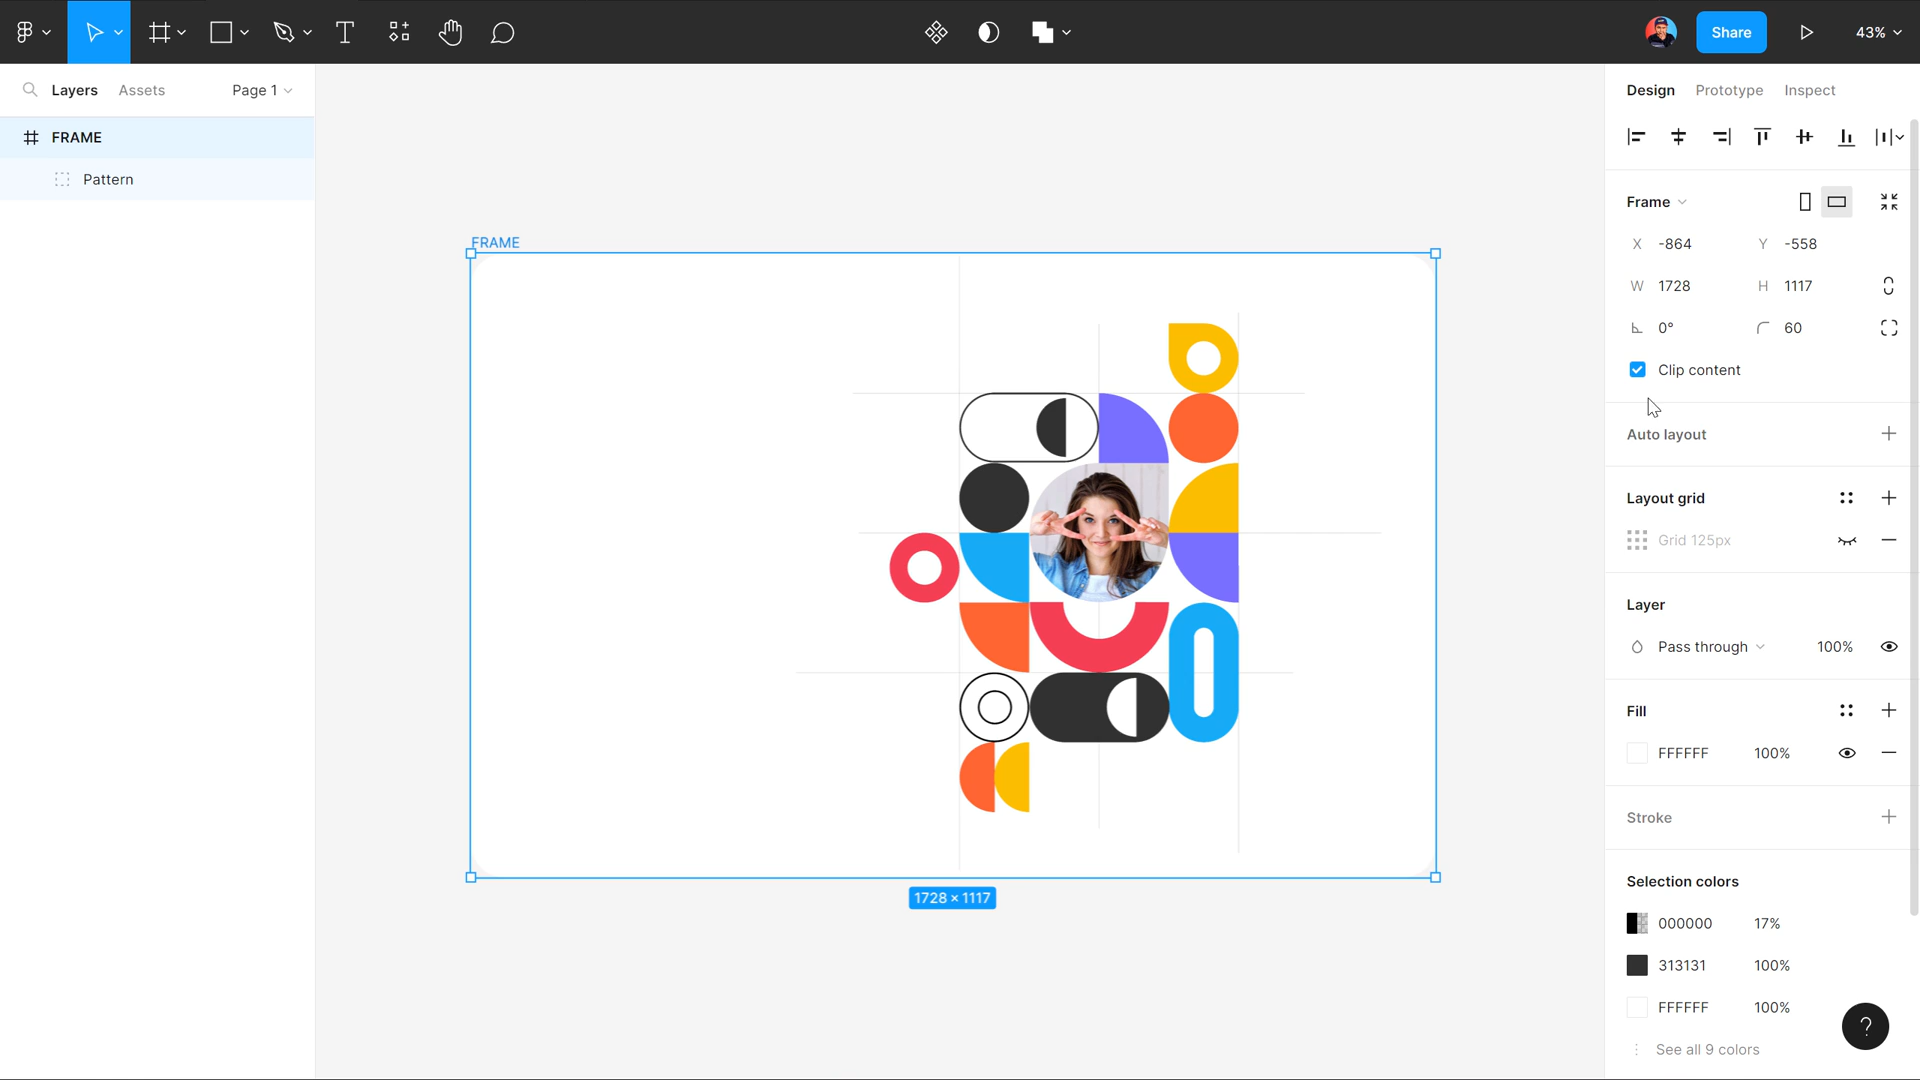 Share
43%
Layers
Assets
Page 1
FRAME
Pattern
FRAME
1728 × 1117
Design
Prototype
Inspect
Frame
X -864
Y -558
W 1728
H 1117
0°
60
Clip content
Auto layout
Layout grid
Grid 125px
Layer
Pass through
100%
Fill
FFFFFF
100%
Stroke
Selection colors
000000
17%
313131
100%
FFFFFF
100%
See all 9 colors
?